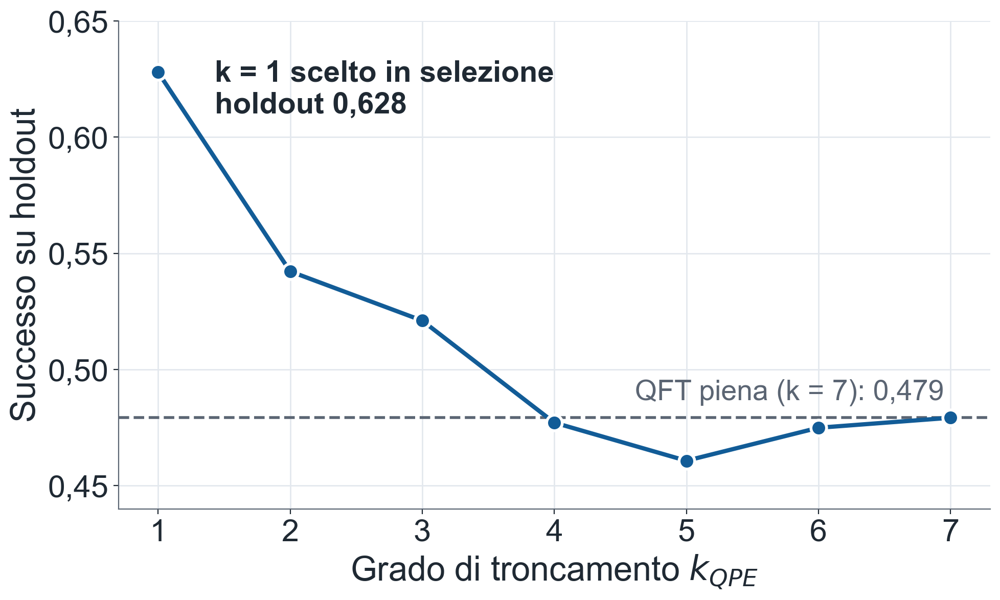 0,65
0,60
0,55
0,50
0,45
Successo su holdout
k = 1 scelto in selezione
holdout 0,628
QFT piena (k = 7): 0,479
1 2 3 4 5 6 7
Grado di troncamento k_QPE